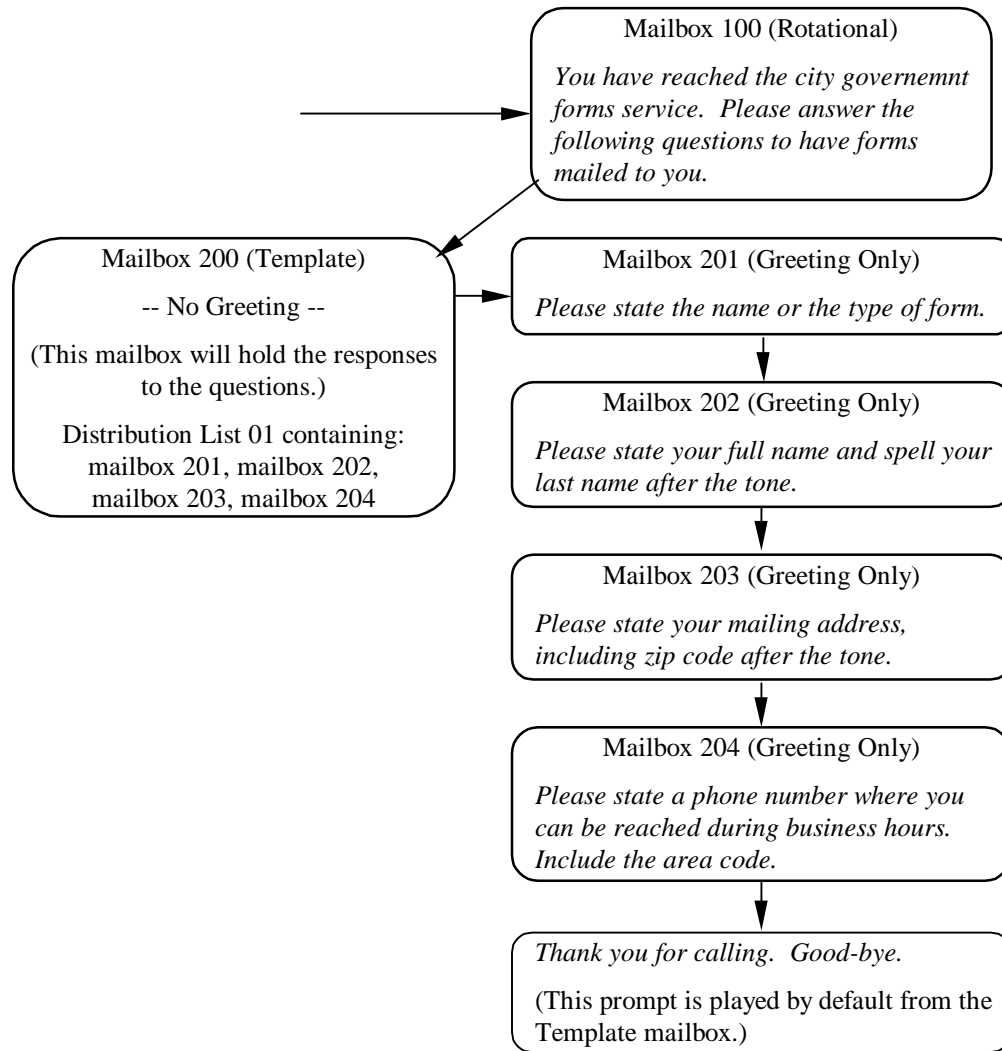 Mailbox 100 (Rotational)
You have reached the city governemnt
forms service.  Please answer the
following questions to have forms
mailed to you.
Mailbox 200 (Template)
-- No Greeting --
(This mailbox will hold the responses
to the questions.)
Distribution List 01 containing:
mailbox 201, mailbox 202,
mailbox 203, mailbox 204
Mailbox 201 (Greeting Only)
Please state the name or the type of form.
Mailbox 202 (Greeting Only)
Please state your full name and spell your
last name after the tone.
Mailbox 203 (Greeting Only)
Please state your mailing address,
including zip code after the tone.
Mailbox 204 (Greeting Only)
Please state a phone number where you
can be reached during business hours.
Include the area code.
Thank you for calling.  Good-bye.
(This prompt is played by default from the
Template mailbox.)